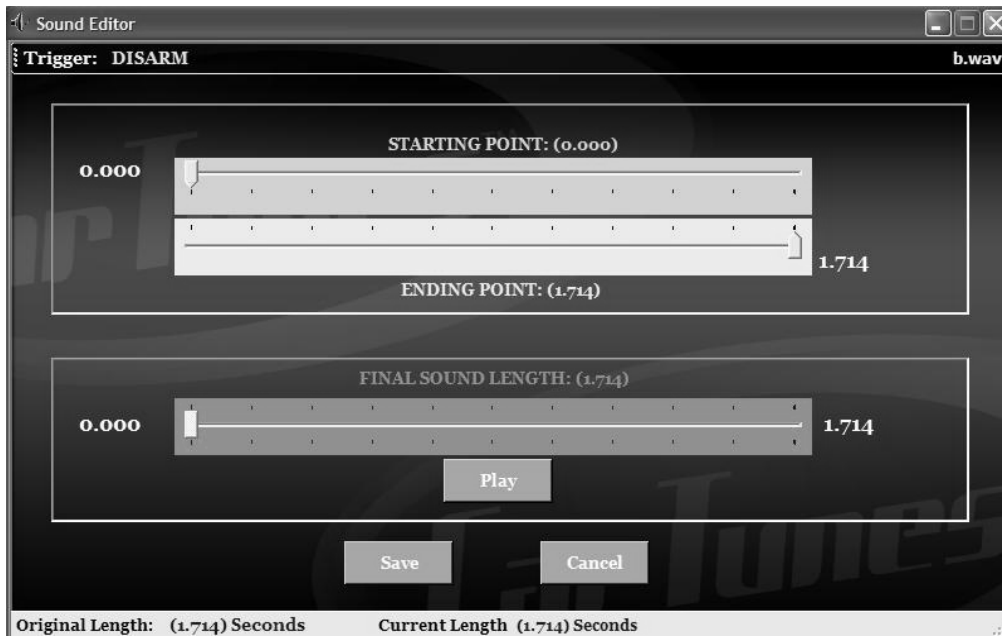 Sound Editor
Trigger: DISARM
b.wav
STARTING POINT: (0.000)
0.000
1.714
ENDING POINT: (1.714)
FINAL SOUND LENGTH: (1.714)
0.000
1.714
Play
Save Cancel
Tunes
Original Length: (1.714) Seconds Current Length (1.714) Seconds